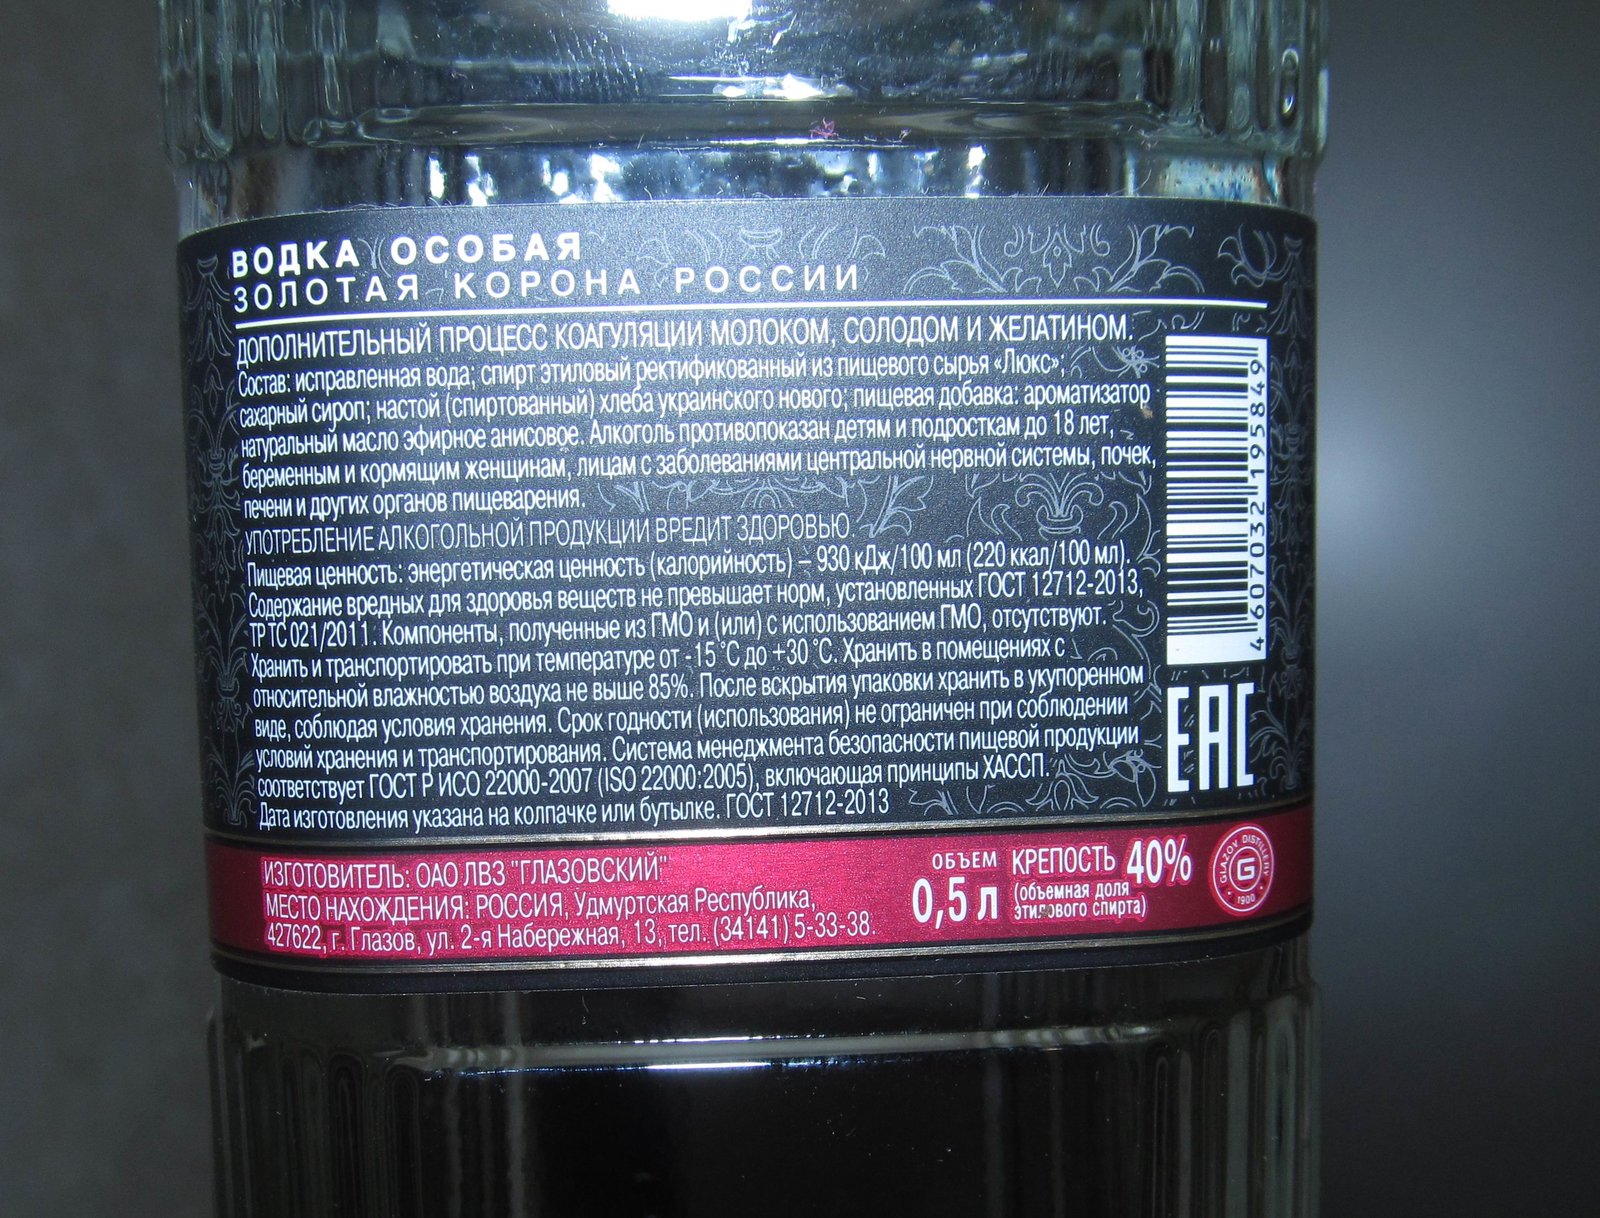 ВОДКА ОСОБАЯ
ЗОЛОТАЯ КОРОНА РОССИИ
ДОПОЛНИТЕЛЬНЫЙ ПРОЦЕСС КОАГУЛЯЦИИ МОЛОКОМ, СОЛОДОМ И ЖЕЛАТИНОМ.
Состав: исправленная вода; спирт этиловый ректификованный из пищевого сырья «Люкс»;
сахарный сироп; настой (спиртованный) хлеба украинского нового; пищевая добавка: ароматизатор
натуральный масло эфирное анисовое. Алкоголь противопоказан детям и подросткам до 18 лет,
беременным и кормящим женщинам, лицам с заболеваниями центральной нервной системы, почек,
печени и других органов пищеварения.
УПОТРЕБЛЕНИЕ АЛКОГОЛЬНОЙ ПРОДУКЦИИ ВРЕДИТ ЗДОРОВЬЮ.
Пищевая ценность: энергетическая ценность (калорийность) – 930 кДж/100 мл (220 ккал/100 мл).
Содержание вредных для здоровья веществ не превышает норм, установленных ГОСТ 12712-2013,
ТР ТС 021/2011. Компоненты, полученные из ГМО и (или) с использованием ГМО, отсутствуют.
Хранить и транспортировать при температуре от -15 °С до +30 °С. Хранить в помещениях с
относительной влажностью воздуха не выше 85%. После вскрытия упаковки хранить в укупоренном
виде, соблюдая условия хранения. Срок годности (использования) не ограничен при соблюдении
условий хранения и транспортирования. Система менеджмента безопасности пищевой продукции
соответствует ГОСТ Р ИСО 22000-2007 (ISO 22000:2005), включающая принципы ХАССП.
Дата изготовления указана на колпачке или бутылке. ГОСТ 12712-2013
4 607032 195849
EAC
ИЗГОТОВИТЕЛЬ: ОАО ЛВЗ "ГЛАЗОВСКИЙ"
МЕСТО НАХОЖДЕНИЯ: РОССИЯ, Удмуртская Республика,
427622, г. Глазов, ул. 2-я Набережная, 13, тел. (34141) 5-33-38.
ОБЪЕМ
0,5 л
КРЕПОСТЬ 40%
(объемная доля
этилового спирта)
GLAZOV DISTILLERY
G
1900